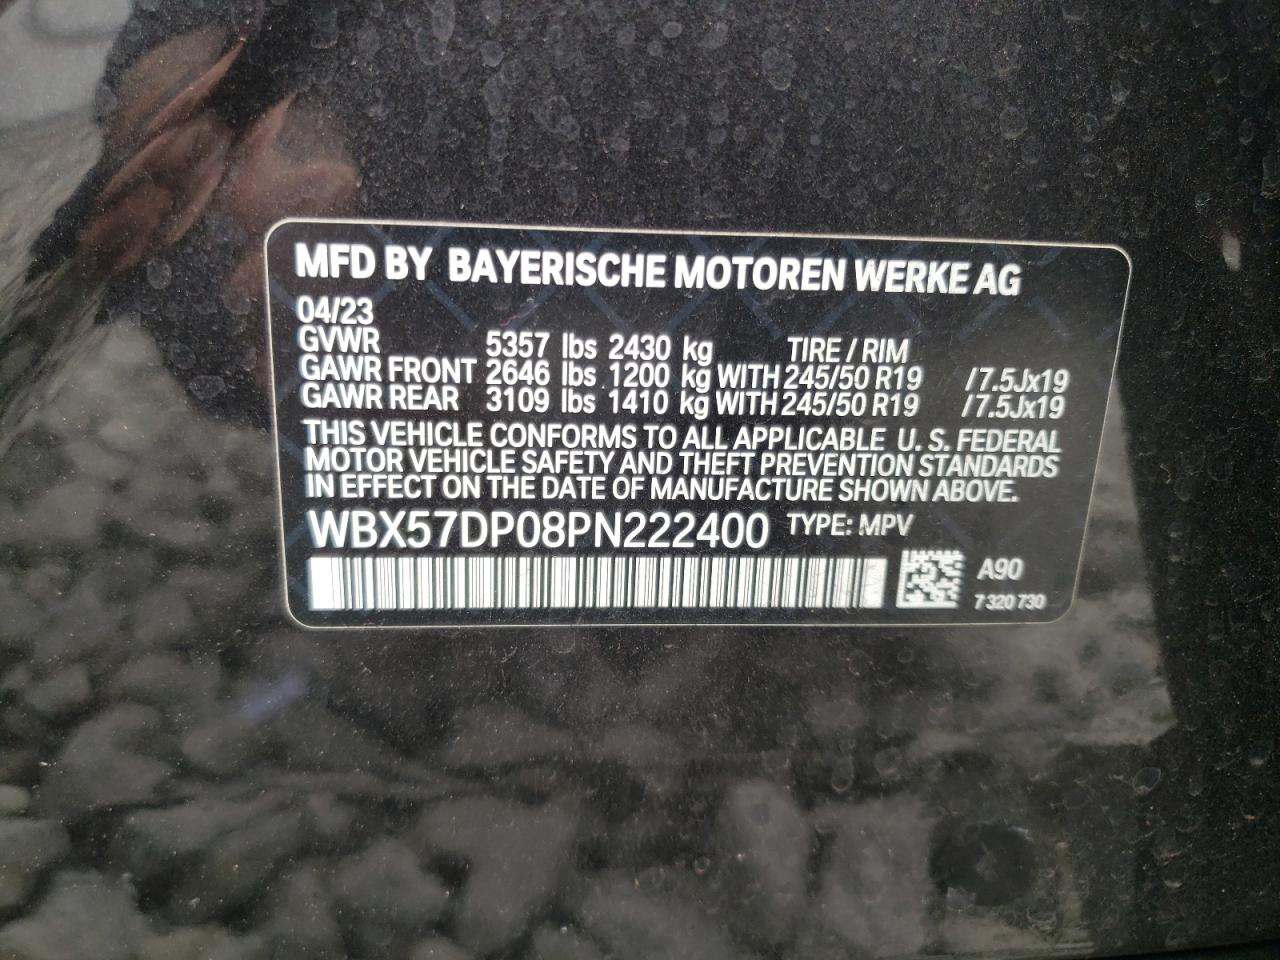 MFD BY BAYERISCHE MOTOREN WERKE AG
04/23
GVWR 5357 lbs 2430 kg TIRE / RIM
GAWR FRONT 2646 lbs 1200 kg WITH 245/50 R19 /7.5Jx19
GAWR REAR 3109 lbs 1410 kg WITH 245/50 R19 /7.5Jx19
THIS VEHICLE CONFORMS TO ALL APPLICABLE U. S. FEDERAL
MOTOR VEHICLE SAFETY AND THEFT PREVENTION STANDARDS
IN EFFECT ON THE DATE OF MANUFACTURE SHOWN ABOVE.
WBX57DP08PN222400 TYPE: MPV
A90
7 320 730